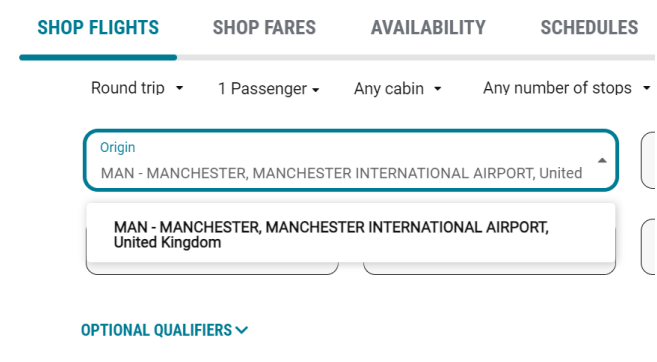 SHOP FLIGHTS SHOP FARES AVAILABILITY SCHEDULES
Round trip 1 Passenger Any cabin Any number of stops
Origin
MAN - MANCHESTER, MANCHESTER INTERNATIONAL AIRPORT, United
MAN - MANCHESTER, MANCHESTER INTERNATIONAL AIRPORT,
United Kingdom
OPTIONAL QUALIFIERS